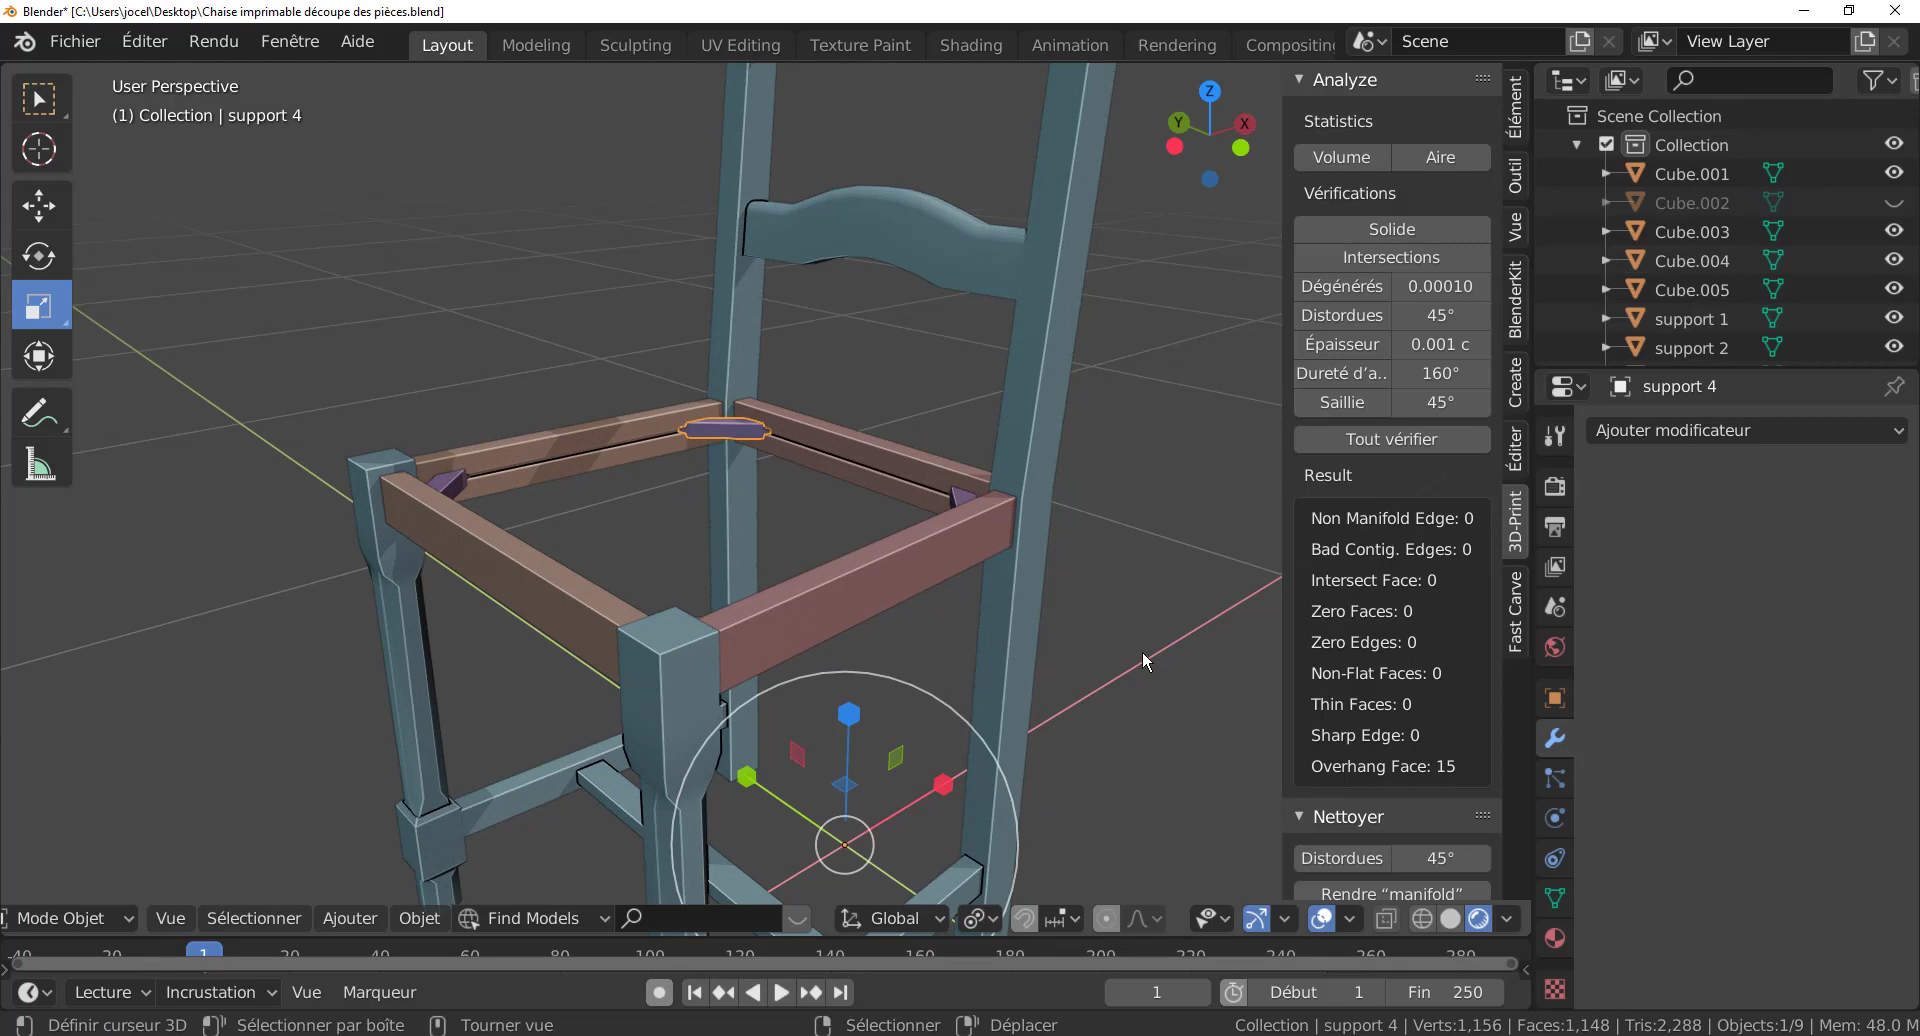 Blender* [C:\Users\jocel\Desktop\Chaise imprimable découpe des pièces.blend]
Fichier Éditer Rendu Fenêtre Aide Layout Modeling Sculpting UV Editing Texture Paint Shading Animation Rendering Compositing Scene View Layer
User Perspective
(1) Collection | support 4
Z
Y
X
Analyze
Statistics
Volume Aire
Vérifications
Solide
Intersections
Dégénérés 0.00010
Distordues 45°
Épaisseur 0.001 c
Dureté d'a.. 160°
Saillie 45°
Tout vérifier
Result
Non Manifold Edge: 0
Bad Contig. Edges: 0
Intersect Face: 0
Zero Faces: 0
Zero Edges: 0
Non-Flat Faces: 0
Thin Faces: 0
Sharp Edge: 0
Overhang Face: 15
Nettoyer
Distordues 45°
Rendre “manifold”
Élément
Outil
Vue
BlenderKit
Create
Éditer
3D-Print
Fast Carve
Scene Collection
Collection
Cube.001
Cube.002
Cube.003
Cube.004
Cube.005
support 1
support 2
support 4
Ajouter modificateur
Mode Objet Vue Sélectionner Ajouter Objet Find Models Global
-40 20 1 20 40 60 80 100 120 140 160 180 200 220 240 260 280
Lecture Incrustation Vue Marqueur 1 Début 1 Fin 250
Définir curseur 3D Sélectionner par boîte Tourner vue Sélectionner Déplacer Collection | support 4 | Verts:1,156 | Faces:1,148 | Tris:2,288 | Objects:1/9 | Mem: 48.0 M